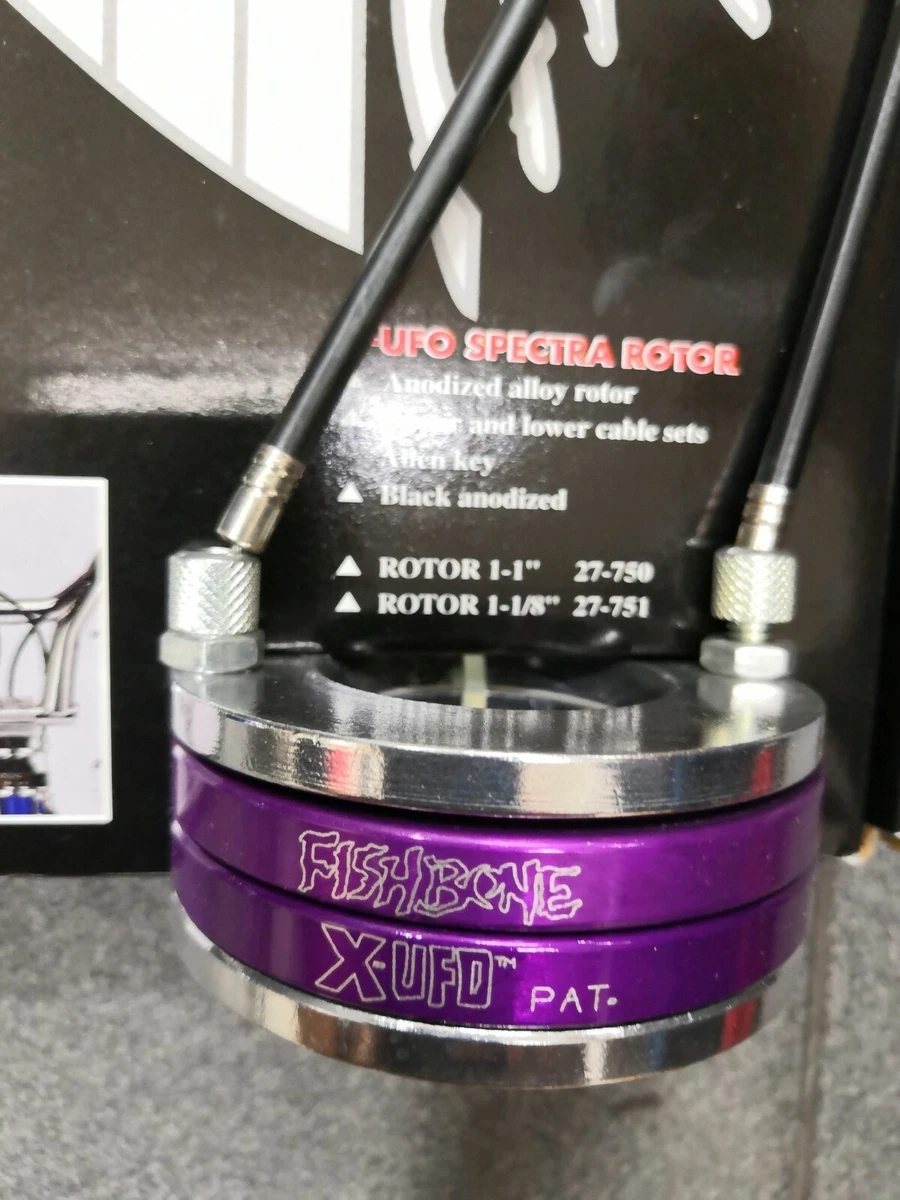 -UFO SPECTRA ROTOR
Anodized alloy rotor
and lower cable sets
Allen key
▲ Black anodized
▲ ROTOR 1-1" 27-750
▲ ROTOR 1-1/8" 27-751
FISHBONE
X-UFO™ PAT.